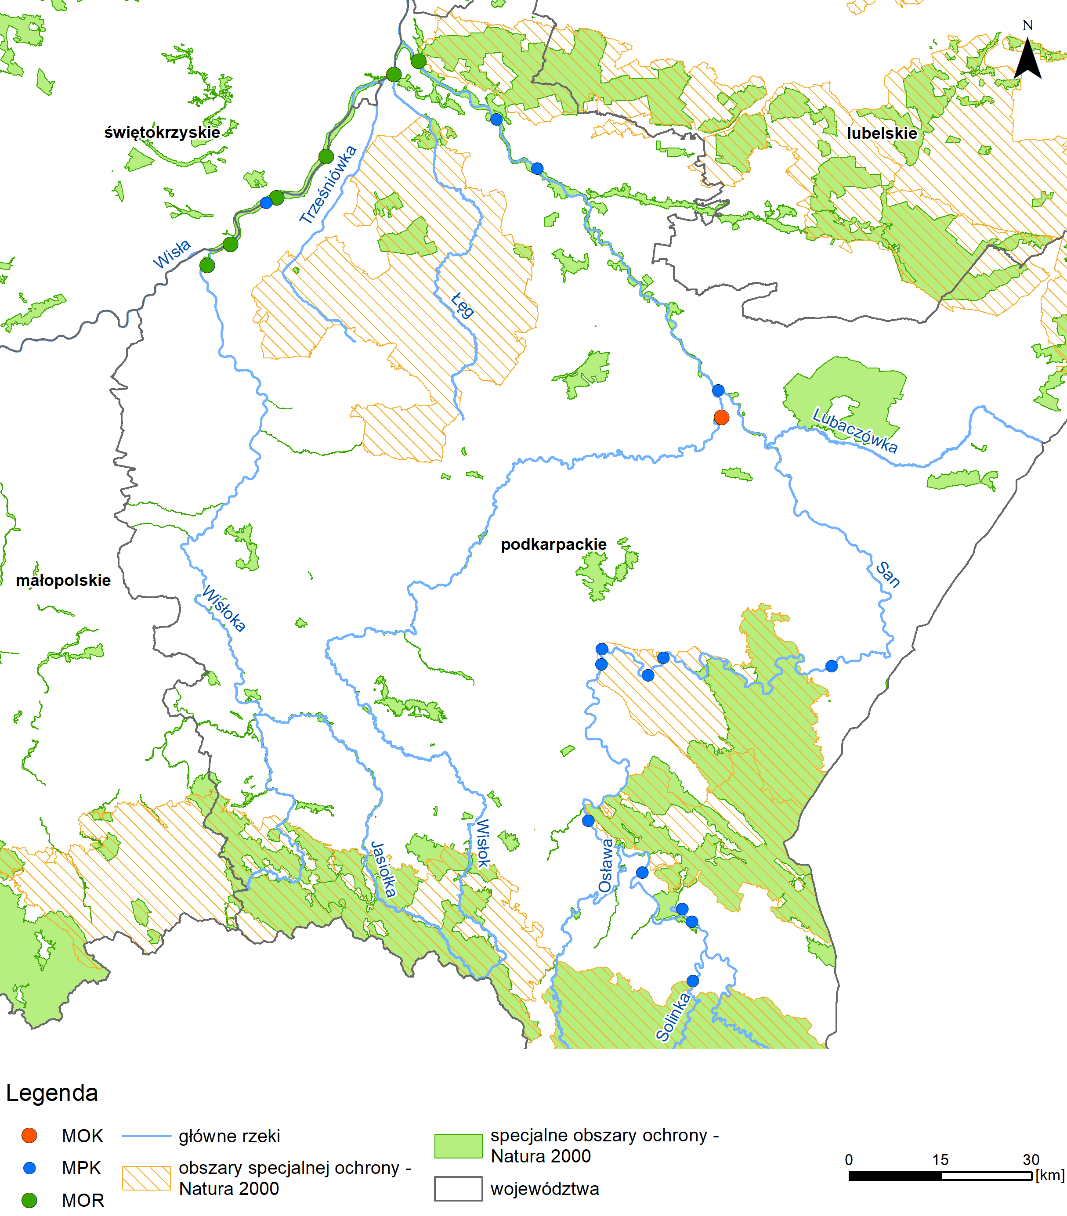 N
świętokrzyskie
lubelskie
Trześniówka
Wisła
Łęg
Lubaczówka
podkarpackie
San
małopolskie
Wisłoka
Wisłok
Jasiołka
Osława
Solinka
Legenda
MOK
główne rzeki
specjalne obszary ochrony -
Natura 2000
MPK
obszary specjalnej ochrony -
Natura 2000
województwa
MOR
0 15 30
[km]